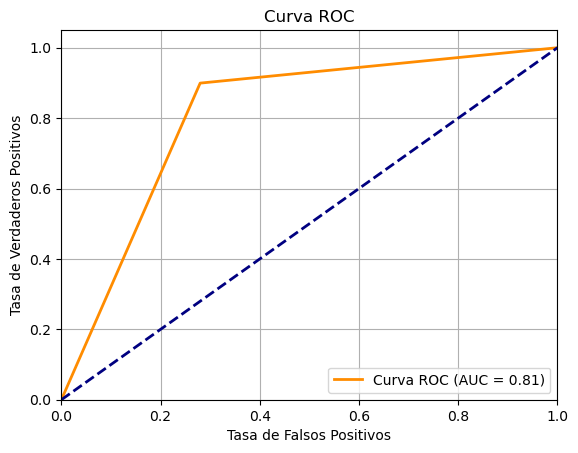 Curva ROC
1.0
0.8
0.6
0.4
0.2
0.0
Tasa de Verdaderos Positivos
Curva ROC (AUC = 0.81)
0.0 0.2 0.4 0.6 0.8 1.0
Tasa de Falsos Positivos